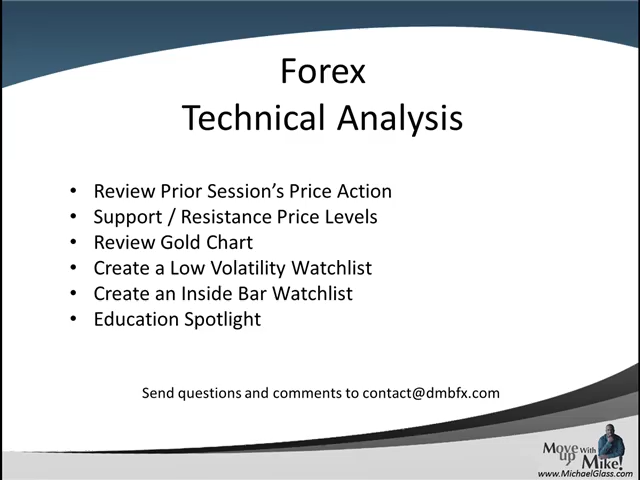 Forex
Technical Analysis
• Review Prior Session's Price Action
• Support / Resistance Price Levels
• Review Gold Chart
• Create a Low Volatility Watchlist
• Create an Inside Bar Watchlist
• Education Spotlight
Send questions and comments to contact@dmbfx.com
Move up With Mike!
www.MichaelGlass.com